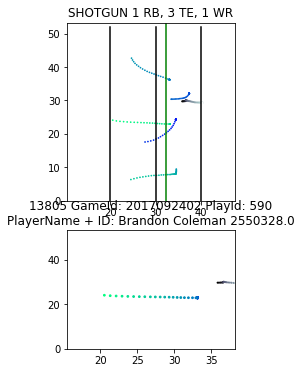 SHOTGUN 1 RB, 3 TE, 1 WR
50
40
30
20
10
0
20 30 40
13805 GameId: 2017092402 PlayId: 590
PlayerName + ID: Brandon Coleman 2550328.0
40
20
0
20 25 30 35